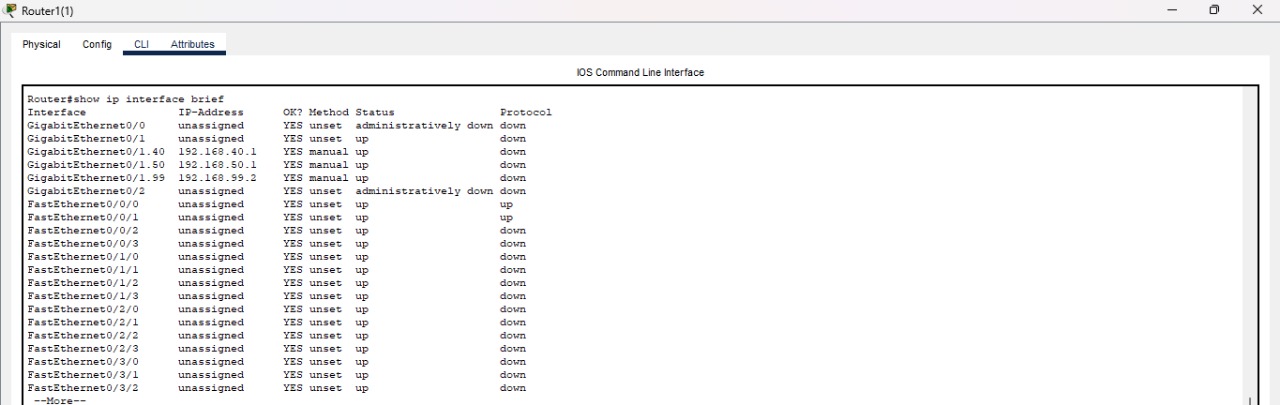 Router1(1)
Physical Config CLI Attributes
IOS Command Line Interface
Router#show ip interface brief
Interface IP-Address OK? Method Status Protocol
GigabitEthernet0/0 unassigned YES unset administratively down down
GigabitEthernet0/1 unassigned YES unset up down
GigabitEthernet0/1.40 192.168.40.1 YES manual up down
GigabitEthernet0/1.50 192.168.50.1 YES manual up down
GigabitEthernet0/1.99 192.168.99.2 YES manual up down
GigabitEthernet0/2 unassigned YES unset administratively down down
FastEthernet0/0/0 unassigned YES unset up up
FastEthernet0/0/1 unassigned YES unset up up
FastEthernet0/0/2 unassigned YES unset up down
FastEthernet0/0/3 unassigned YES unset up down
FastEthernet0/1/0 unassigned YES unset up down
FastEthernet0/1/1 unassigned YES unset up down
FastEthernet0/1/2 unassigned YES unset up down
FastEthernet0/1/3 unassigned YES unset up down
FastEthernet0/2/0 unassigned YES unset up down
FastEthernet0/2/1 unassigned YES unset up down
FastEthernet0/2/2 unassigned YES unset up down
FastEthernet0/2/3 unassigned YES unset up down
FastEthernet0/3/0 unassigned YES unset up down
FastEthernet0/3/1 unassigned YES unset up down
FastEthernet0/3/2 unassigned YES unset up down
--More--